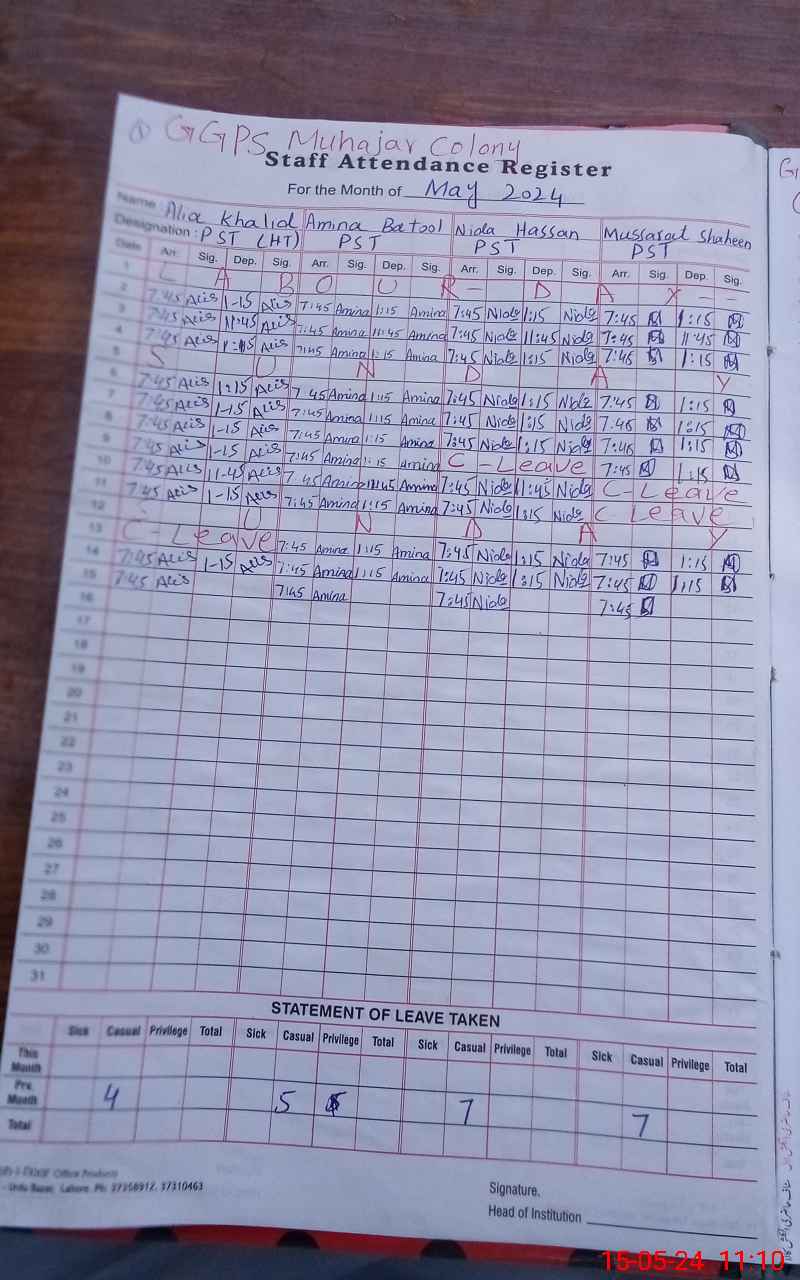 ① GGPS Muhajar Colony
Staff Attendance Register
For the Month of May 2024
Name: Alia Khalid Amina Batool Nida Hassan Mussarat Shaheen
Designation: PST (HT) PST PST PST
Date Arr. Sig. Dep. Sig. Arr. Sig. Dep. Sig. Arr. Sig. Dep. Sig. Arr. Sig. Dep. Sig.
1 L A B O U R - D A Y - -
2 7:45 Alis 1-15 Alis 7:45 Amina 1:15 Amina 7:45 Nida 1:15 Nida 7:45 1:15
3 7:45 Alis 11:45 Alis 7:45 Amina 11:45 Amina 7:45 Nida 11:45 Nida 7:45 11:45
4 7:45 Alis Alis 7:45 Amina 1:15 Amina 7:45 Nida 1:15 Nida 7:45 1:15
5 S U N D A Y
6 7:45 Alis 1:15 Alis 7:45 Amina 1:15 Amina 7:45 Nida 1:15 Nida 7:45 1:15
7 7:45 Alis 1-15 Alis 7:45 Amina 1:15 Amina 7:45 Nida 1:15 Nida 7:45 1:15
8 7:45 Alis 1-15 Alis 7:45 Amina 1:15 Amina 7:45 Nida 1:15 Nida 7:45 1:15
9 7:45 Alis 1-15 Alis 7:45 Amina 1:15 Amina C-Leave 7:45 1:15
10 7:45 Alis 11-45 Alis 7:45 Amina 11:45 Amina 7:45 Nida 11:45 Nida C-Leave
11 7:45 Alis 1-15 Alis 7:45 Amina 1:15 Amina 7:45 Nida 1:15 Nida C Leave
12 S U N D A Y
13 C-Leave 7:45 Amina 1:15 Amina 7:45 Nida 1:15 Nida 7:45 1:15
14 7:45 Alis 1-15 Alis 7:45 Amina 1:15 Amina 7:45 Nida 1:15 Nida 7:45 1:15
15 7:45 Alis 7:45 Amina 7:45 Nida 7:45
16
17
18
19
20
21
22
23
24
25
26
27
28
29
30
31
STATEMENT OF LEAVE TAKEN
Sick Casual Privilege Total Sick Casual Privilege Total Sick Casual Privilege Total Sick Casual Privilege Total
This Month
Pre. Month 4 5 7 7
Total
Office Products
- Urdu Bazar, Lahore. Ph: 37358912, 37310463
Signature.
Head of Institution
15-05-24 11:10